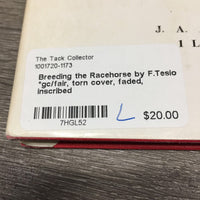 J. A.
1 L
The Tack Collector
1001720-1173
Breeding the Racehorse by F.Tesio
*gc/fair, torn cover, faded,
inscribed
7HGL52
L
$20.00